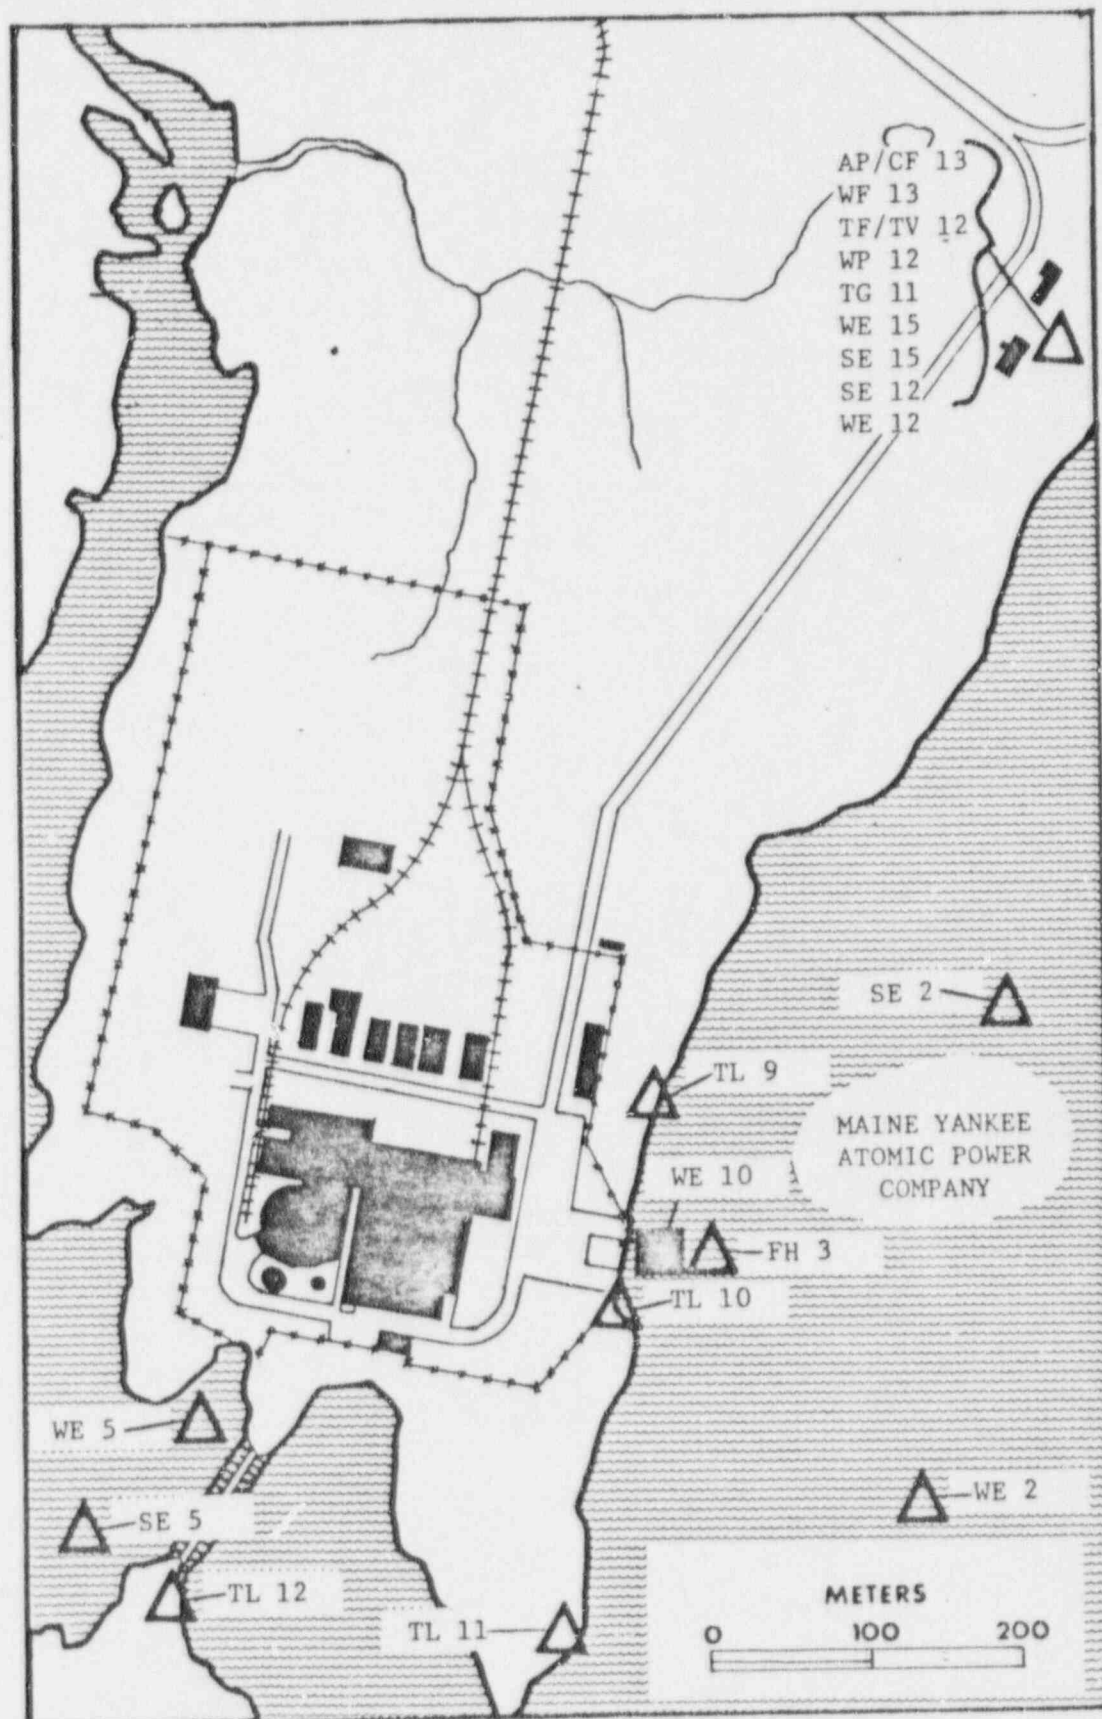 AP/CF 13
WF 13
TF/TV 12
WP 12
TG 11
WE 15
SE 15
SE 12
WE 12
SE 2
TL 9
MAINE YANKEE
ATOMIC POWER
COMPANY
WE 10
FH 3
TL 10
WE 5
WE 2
SE 5
TL 12
TL 11
METERS
0 100 200